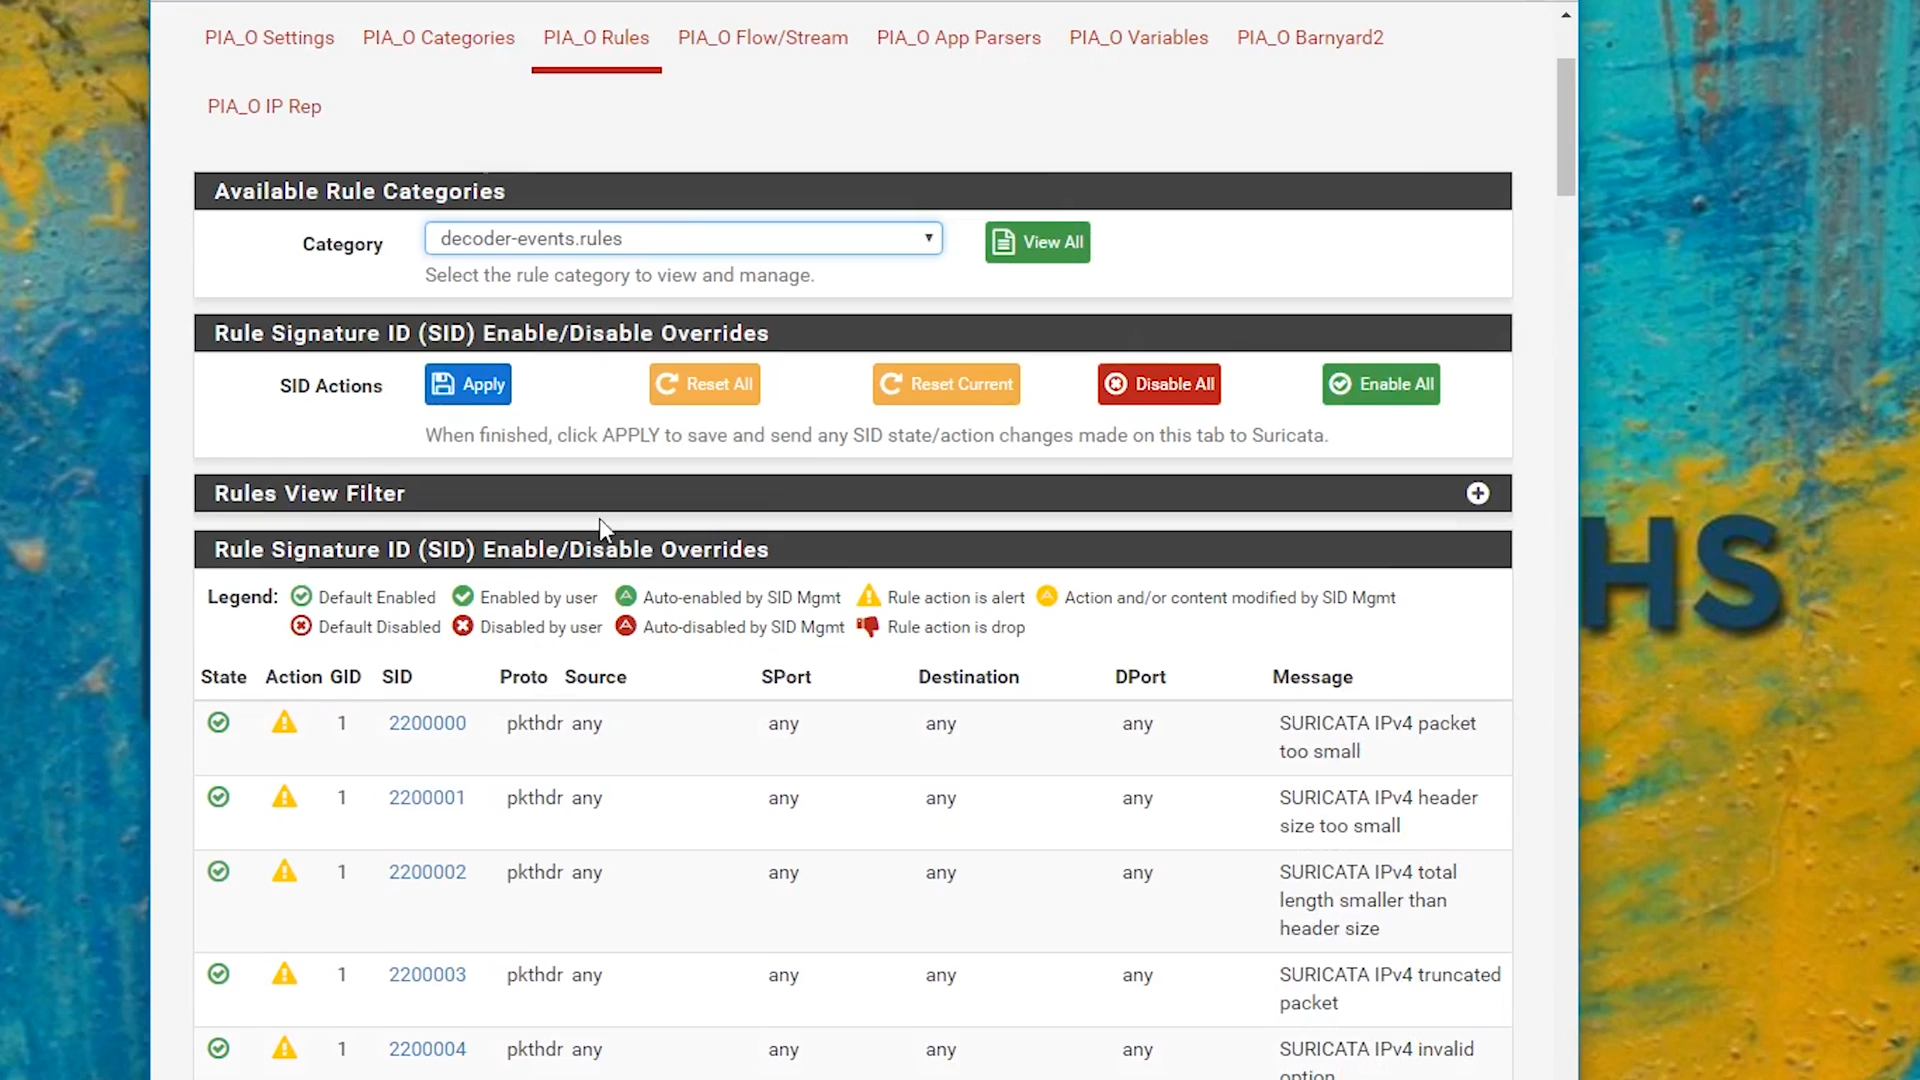 PIA_O Settings PIA_O Categories PIA_O Rules PIA_O Flow/Stream PIA_O App Parsers PIA_O Variables PIA_O Barnyard2
PIA_O IP Rep
Available Rule Categories
Category decoder-events.rules View All
Select the rule category to view and manage.
Rule Signature ID (SID) Enable/Disable Overrides
SID Actions Apply Reset All Reset Current Disable All Enable All
When finished, click APPLY to save and send any SID state/action changes made on this tab to Suricata.
Rules View Filter
HS
Rule Signature ID (SID) Enable/Disable Overrides
Legend: Default Enabled Enabled by user Auto-enabled by SID Mgmt Rule action is alert Action and/or content modified by SID Mgmt
Default Disabled Disabled by user Auto-disabled by SID Mgmt Rule action is drop
State Action GID SID Proto Source SPort Destination DPort Message
1 2200000 pkthdr any any any any SURICATA IPv4 packet
too small
1 2200001 pkthdr any any any any SURICATA IPv4 header
size too small
1 2200002 pkthdr any any any any SURICATA IPv4 total
length smaller than
header size
1 2200003 pkthdr any any any any SURICATA IPv4 truncated
packet
1 2200004 pkthdr any any any any SURICATA IPv4 invalid
option